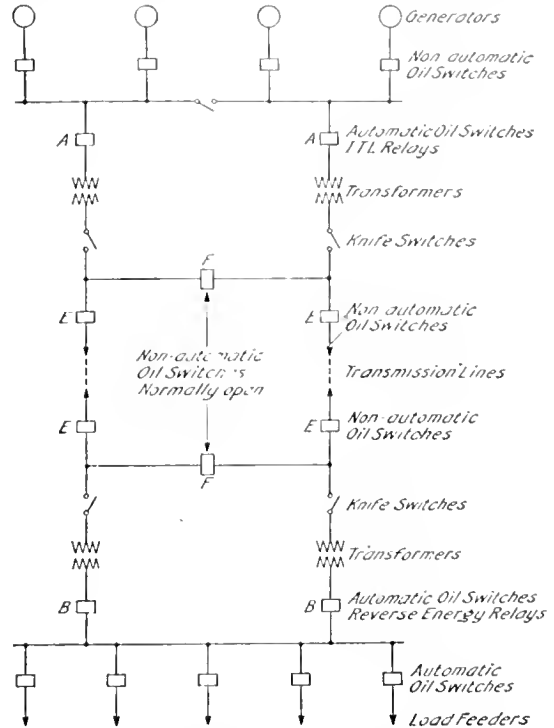 Generators
Non-automatic
Oil Switches
A
A
Automatic Oil Switches
ITL Relays
Transformers
Knife Switches
F
E
E
Non-automatic
Oil Switches
Non-automatic
Oil Switches
Normally open
Transmission Lines
E
E
Non-automatic
Oil Switches
F
Knife Switches
Transformers
B
B
Automatic Oil Switches
Reverse Energy Relays
Automatic
Oil Switches
Load Feeders